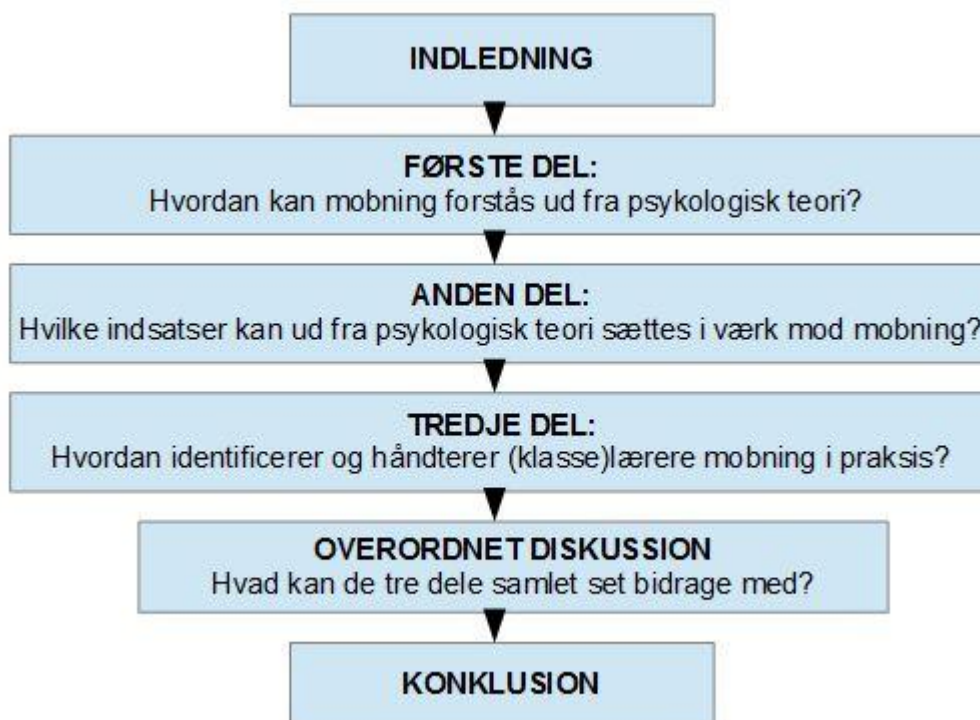 INDLEDNING
FØRSTE DEL:
Hvordan kan mobning forstås ud fra psykologisk teori?
ANDEN DEL:
Hvilke indsatser kan ud fra psykologisk teori sættes i værk mod mobning?
TREDJE DEL:
Hvordan identificerer og håndterer (klasse)lærere mobning i praksis?
OVERORDNET DISKUSSION
Hvad kan de tre dele samlet set bidrage med?
KONKLUSION